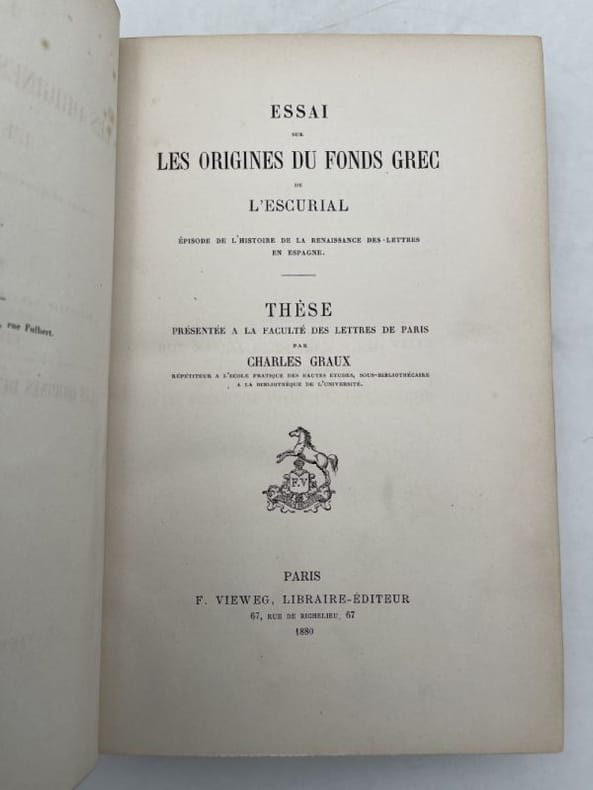 rue Fulbert.
ESSAI
SUR
LES ORIGINES DU FONDS GREC
DE
L'ESCURIAL
ÉPISODE DE L'HISTOIRE DE LA RENAISSANCE DES LETTRES
EN ESPAGNE.
THÈSE
PRÉSENTÉE A LA FACULTÉ DES LETTRES DE PARIS
PAR
CHARLES GRAUX
RÉPÉTITEUR A L'ÉCOLE PRATIQUE DES HAUTES ETUDES, SOUS-BIBLIOTHÉCAIRE
A LA BIBLIOTHÈQUE DE L'UNIVERSITÉ.
F.V
PARIS
F. VIEWEG, LIBRAIRE-ÉDITEUR
67, RUE DE RICHELIEU, 67
1880